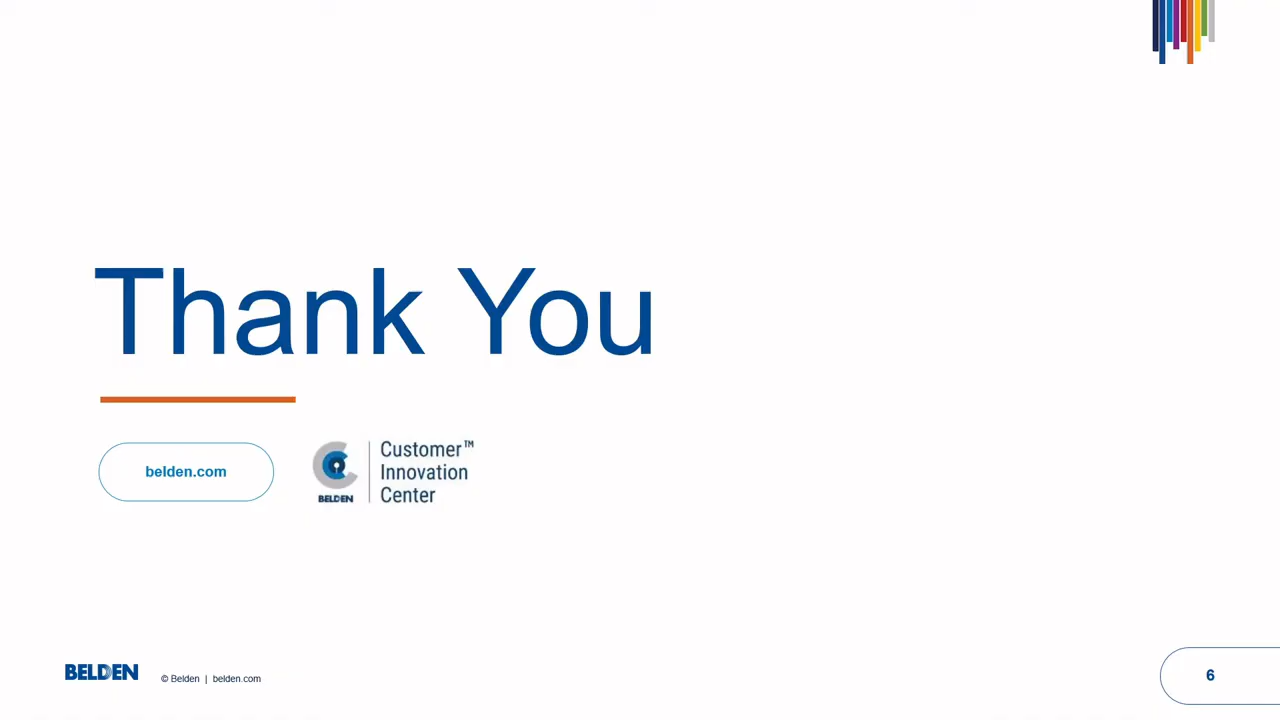 Thank You
belden.com
BELDEN
Customer™
Innovation
Center
BELDEN
© Belden | belden.com
6